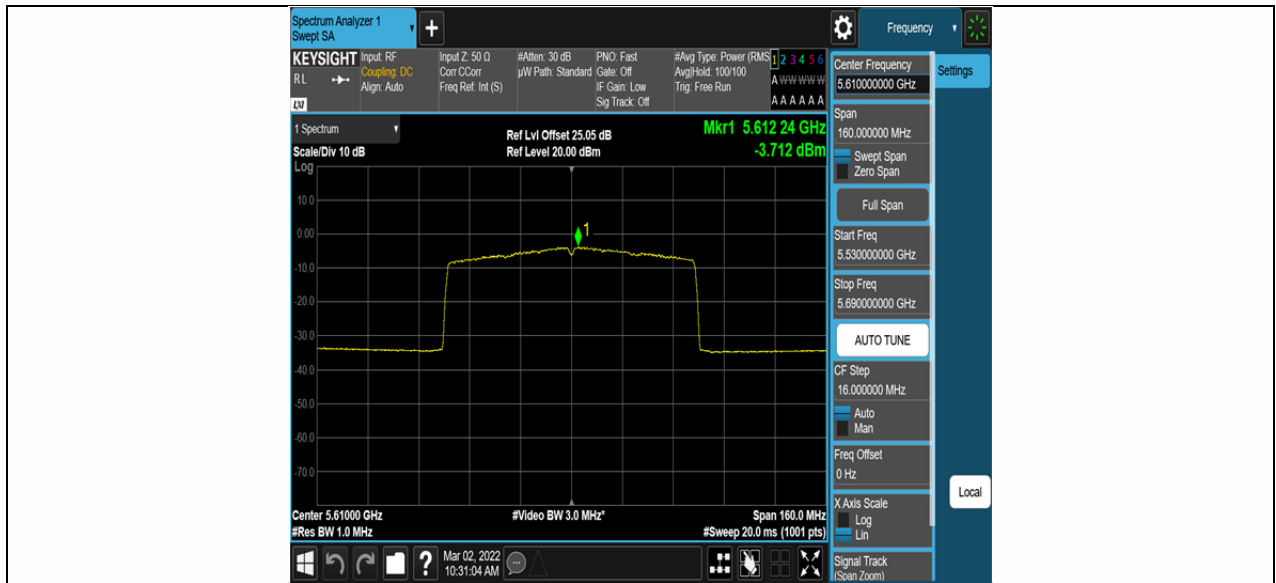 Spectrum Analyzer 1
Swept SA
+
Frequency
KEYSIGHT
RL
LXI
Input: RF
Coupling: DC
Align: Auto
Input Z: 50 Ω
Corr CCorr
Freq Ref: Int (S)
#Atten: 30 dB
µW Path: Standard
PNO: Fast
Gate: Off
IF Gain: Low
Sig Track: Off
#Avg Type: Power (RMS
Avg|Hold: 100/100
Trig: Free Run
1 2 3 4 5 6
A W W W W W
A A A A A A
1 Spectrum
Scale/Div 10 dB
Log
Ref Lvl Offset 25.05 dB
Ref Level 20.00 dBm
Mkr1 5.612 24 GHz
-3.712 dBm
10.0
0.00
-10.0
-20.0
-30.0
-40.0
-50.0
-60.0
-70.0
1
Center 5.61000 GHz
#Res BW 1.0 MHz
#Video BW 3.0 MHz*
Span 160.0 MHz
#Sweep 20.0 ms (1001 pts)
?
Mar 02, 2022
10:31:04 AM
Center Frequency
5.610000000 GHz
Span
160.000000 MHz
Swept Span
Zero Span
Full Span
Start Freq
5.530000000 GHz
Stop Freq
5.690000000 GHz
AUTO TUNE
CF Step
16.000000 MHz
Auto
Man
Freq Offset
0 Hz
X Axis Scale
Log
Lin
Signal Track
(Span Zoom)
Settings
Local